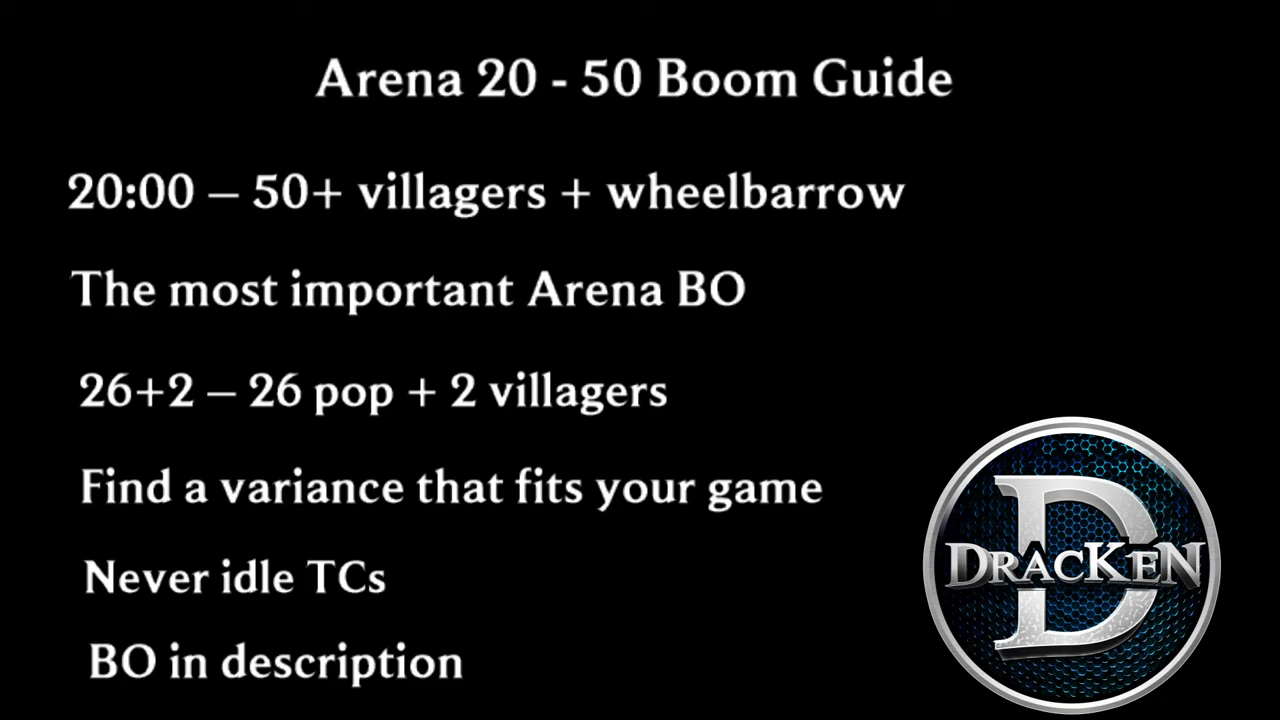 Arena 20 - 50 Boom Guide
20:00 – 50+ villagers + wheelbarrow
The most important Arena BO
26+2 – 26 pop + 2 villagers
Find a variance that fits your game
Never idle TCs
BO in description
D
DRACKEN